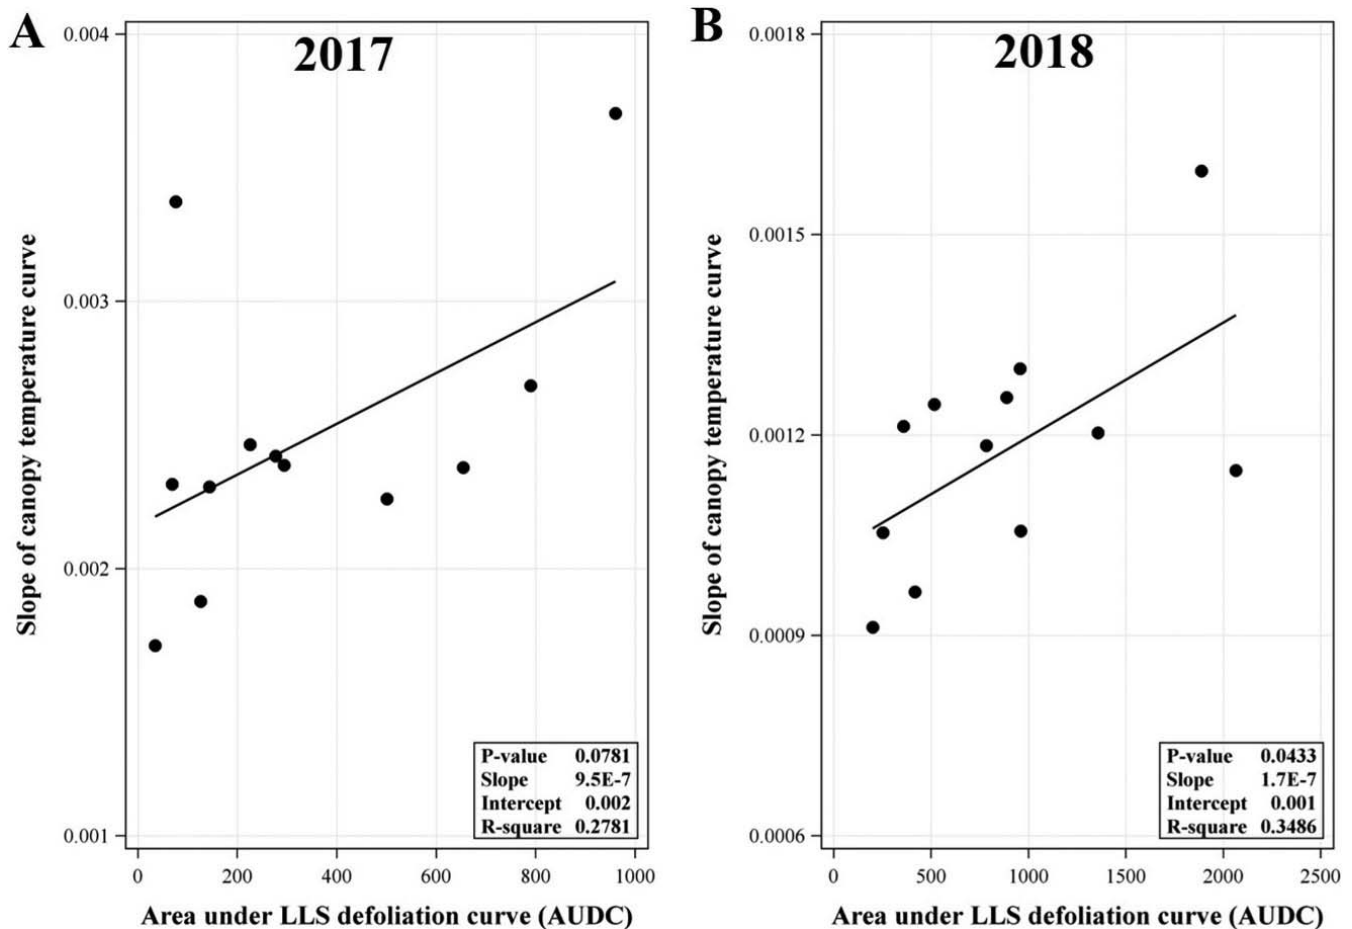 A
2017
0.004
0.003
0.002
0.001
Slope of canopy temperature curve
P-value 0.0781
Slope 9.5E-7
Intercept 0.002
R-square 0.2781
0 200 400 600 800 1000
Area under LLS defoliation curve (AUDC)
B
2018
0.0018
0.0015
0.0012
0.0009
0.0006
Slope of canopy temperature curve
P-value 0.0433
Slope 1.7E-7
Intercept 0.001
R-square 0.3486
0 500 1000 1500 2000 2500
Area under LLS defoliation curve (AUDC)